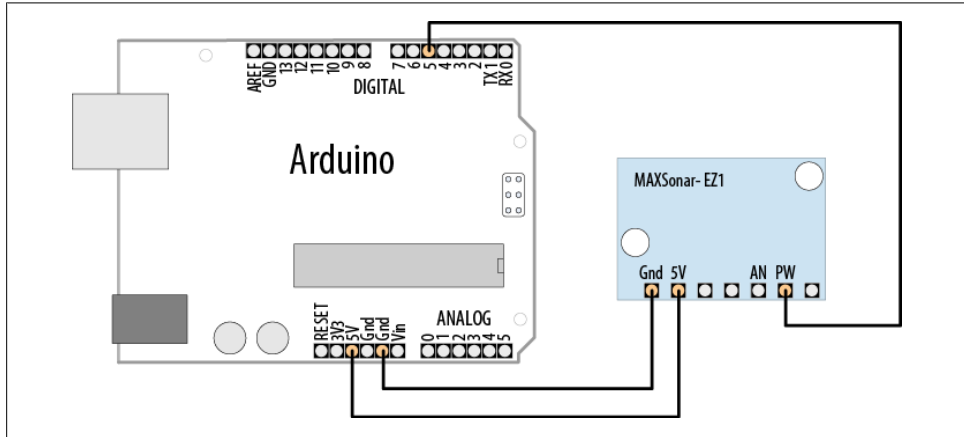 AREF
GND
13
12
11
10
9
8
7
6
5
4
3
2
TX 1
RX 0
DIGITAL
Arduino
MAXSonar- EZ1
Gnd 5V AN PW
RESET
3V3
5V
Gnd
Gnd
Vin
ANALOG
0
1
2
3
4
5